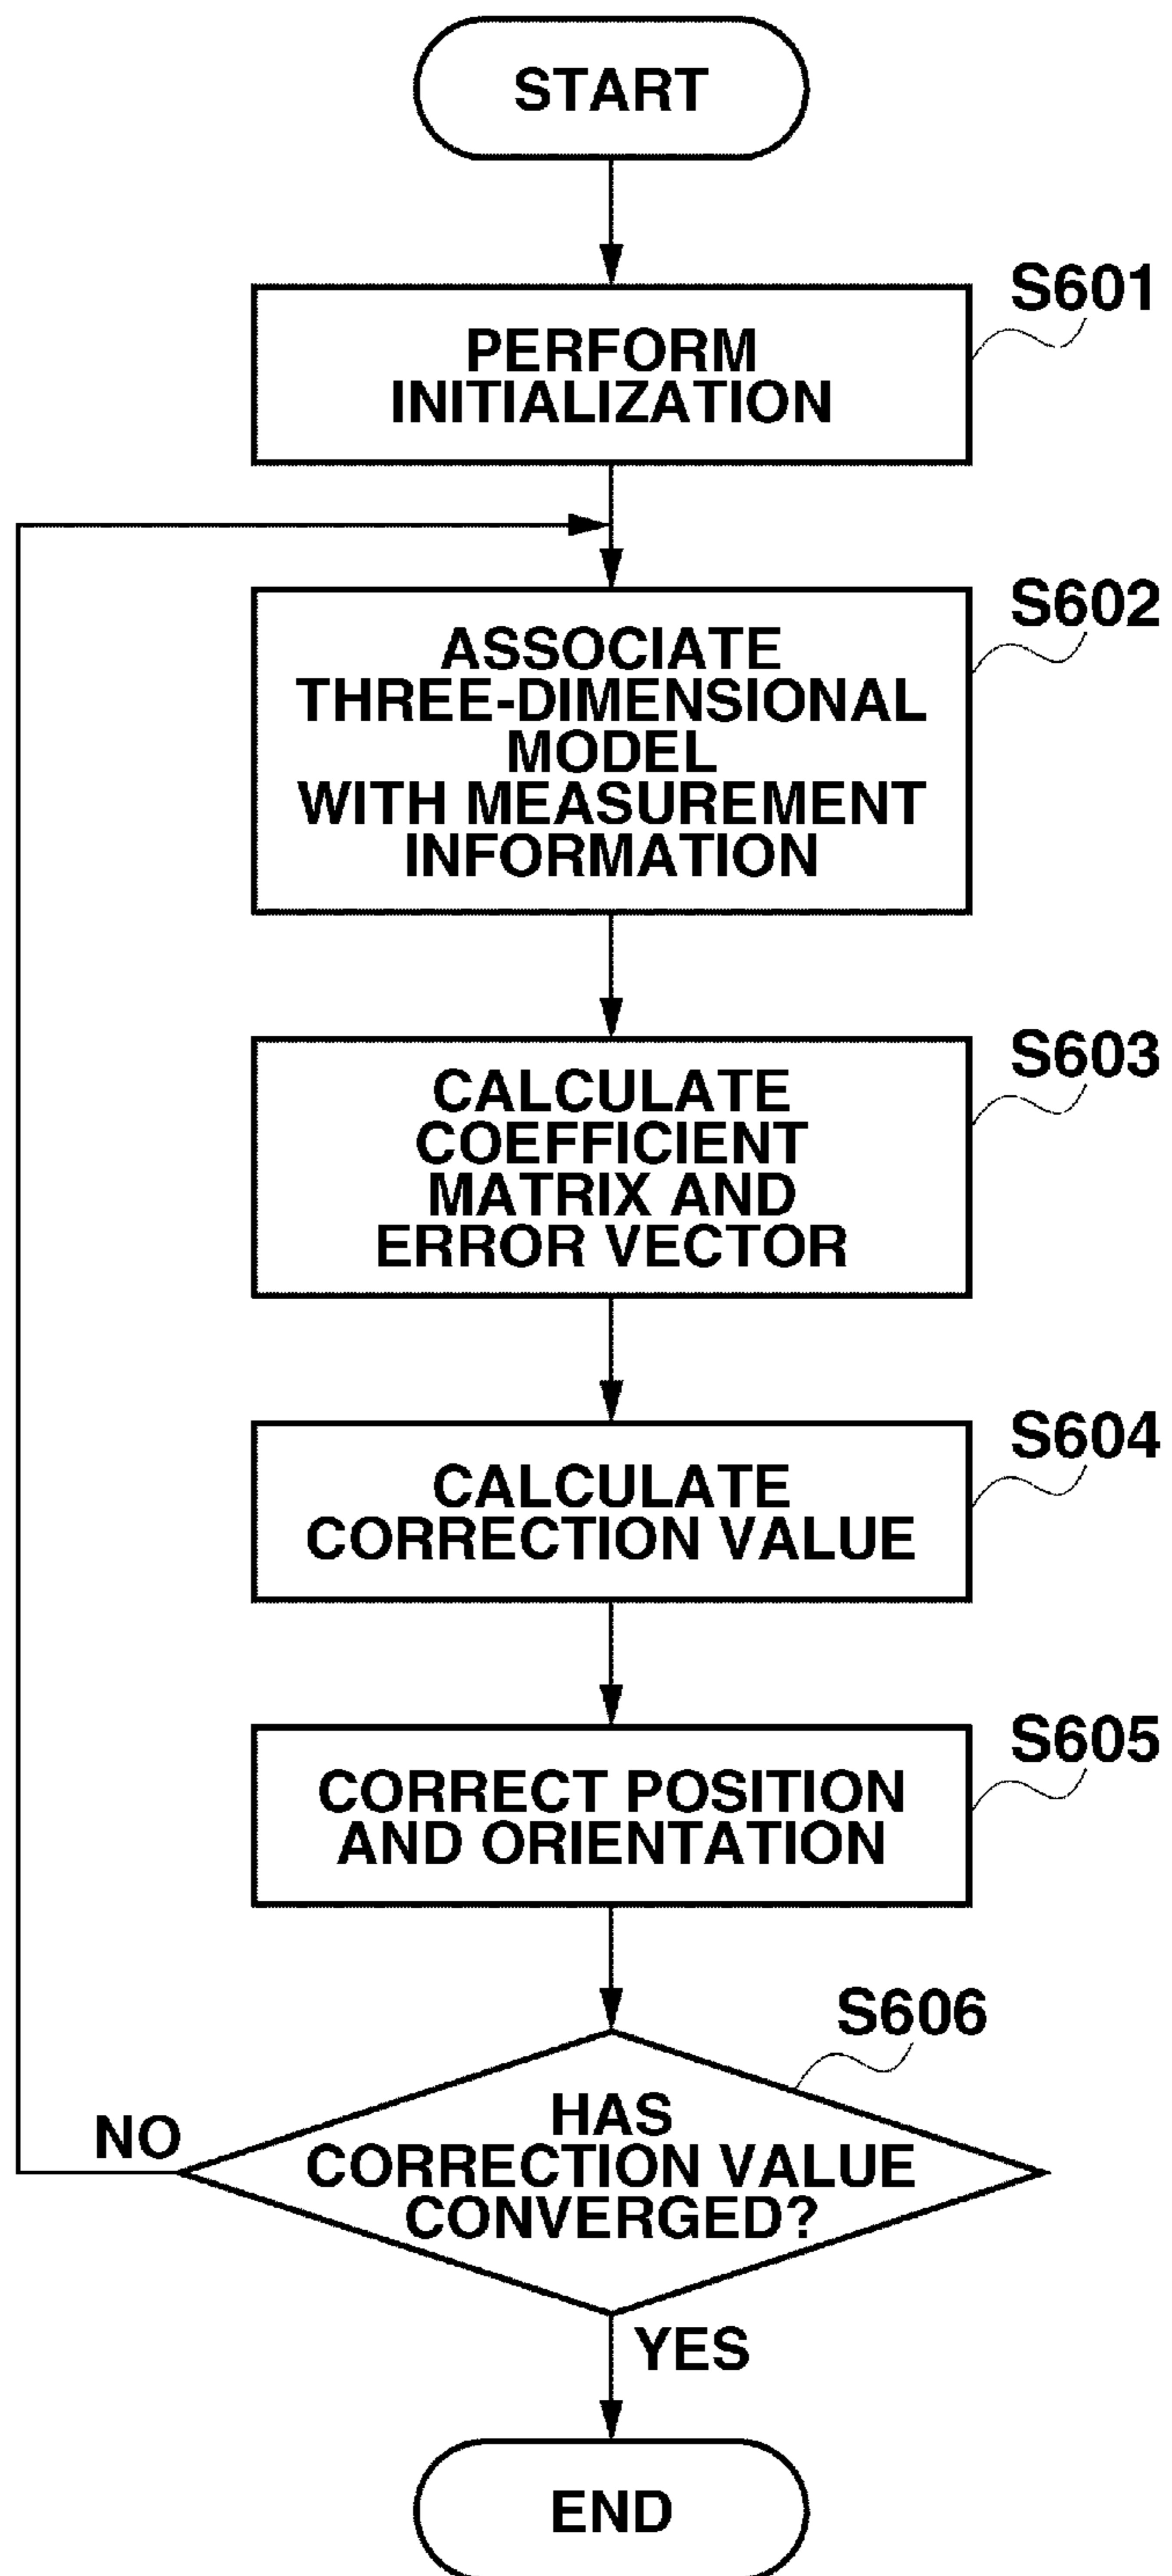 START
S601
PERFORM
INITIALIZATION
S602
ASSOCIATE
THREE-DIMENSIONAL
MODEL
WITH MEASUREMENT
INFORMATION
S603
CALCULATE
COEFFICIENT
MATRIX AND
ERROR VECTOR
S604
CALCULATE
CORRECTION VALUE
S605
CORRECT POSITION
AND ORIENTATION
S606
HAS
CORRECTION VALUE
CONVERGED?
NO
YES
END